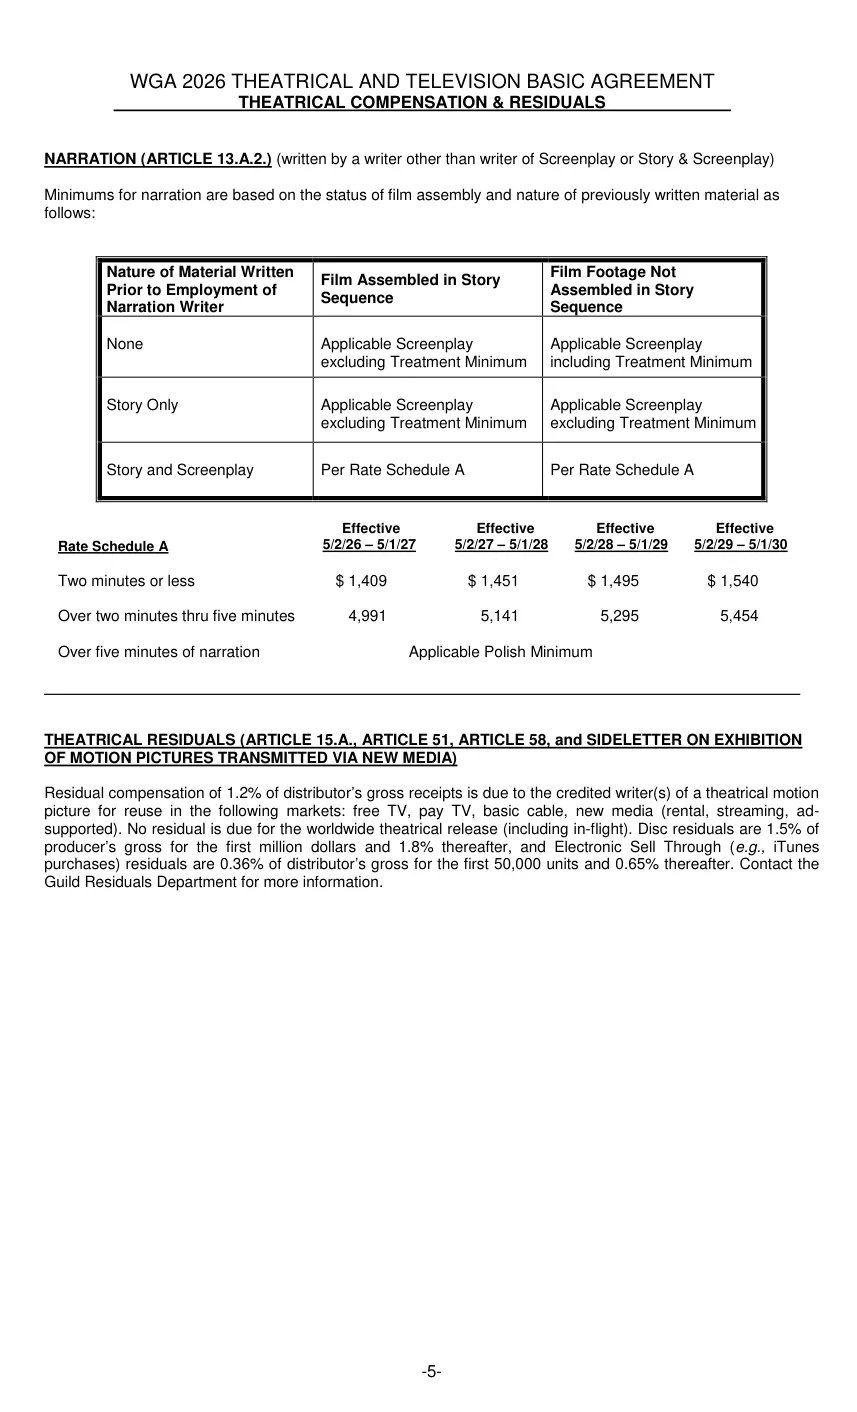 WGA 2026 THEATRICAL AND TELEVISION BASIC AGREEMENT
THEATRICAL COMPENSATION & RESIDUALS
NARRATION (ARTICLE 13.A.2.) (written by a writer other than writer of Screenplay or Story & Screenplay)
Minimums for narration are based on the status of film assembly and nature of previously written material as
follows:
Nature of Material Written
Prior to Employment of
Narration Writer
Film Assembled in Story
Sequence
Film Footage Not
Assembled in Story
Sequence
None
Applicable Screenplay
excluding Treatment Minimum
Applicable Screenplay
including Treatment Minimum
Story Only
Applicable Screenplay
excluding Treatment Minimum
Applicable Screenplay
excluding Treatment Minimum
Story and Screenplay
Per Rate Schedule A
Per Rate Schedule A
Rate Schedule A
Effective
5/2/26 – 5/1/27
Effective
5/2/27 – 5/1/28
Effective
5/2/28 – 5/1/29
Effective
5/2/29 – 5/1/30
Two minutes or less $ 1,409 $ 1,451 $ 1,495 $ 1,540
Over two minutes thru five minutes 4,991 5,141 5,295 5,454
Over five minutes of narration Applicable Polish Minimum
THEATRICAL RESIDUALS (ARTICLE 15.A., ARTICLE 51, ARTICLE 58, and SIDELETTER ON EXHIBITION
OF MOTION PICTURES TRANSMITTED VIA NEW MEDIA)
Residual compensation of 1.2% of distributor’s gross receipts is due to the credited writer(s) of a theatrical motion
picture for reuse in the following markets: free TV, pay TV, basic cable, new media (rental, streaming, ad-
supported). No residual is due for the worldwide theatrical release (including in-flight). Disc residuals are 1.5% of
producer’s gross for the first million dollars and 1.8% thereafter, and Electronic Sell Through (e.g., iTunes
purchases) residuals are 0.36% of distributor’s gross for the first 50,000 units and 0.65% thereafter. Contact the
Guild Residuals Department for more information.
-5-